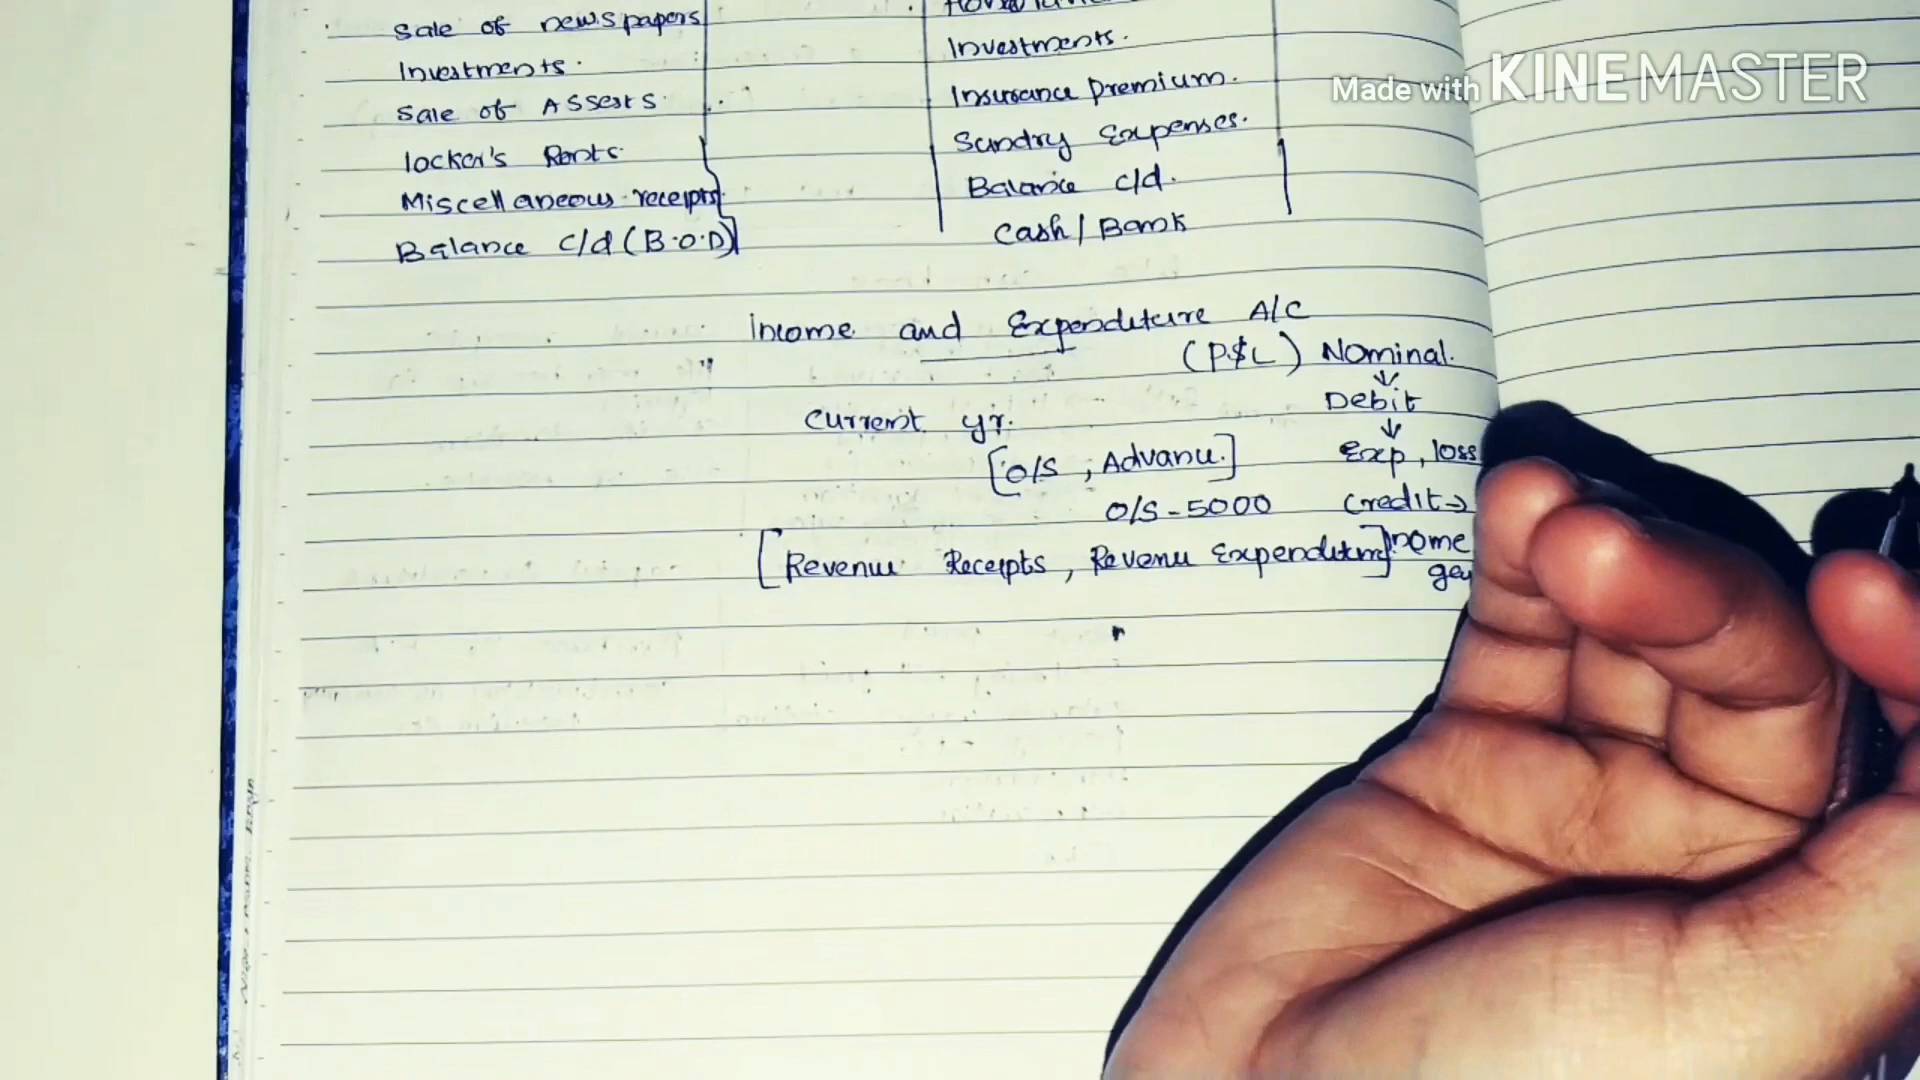 Sale of newspapers
Investments.
Sale of Assests
locker's Rents
Miscellaneous receipts
Balance c/d (B.O.D)
Investments.
Insurance premium.
Sundry Expenses.
Balance c/d.
Cash / Bank
Made with KINEMASTER
Income and Expenditure A/C
(P&L) Nominal.
Debit
Exp, loss
Credit →
Current yr.
[O/S, Advance.]
O/S - 5000
[Revenue Receipts, Revenue Expenditure]